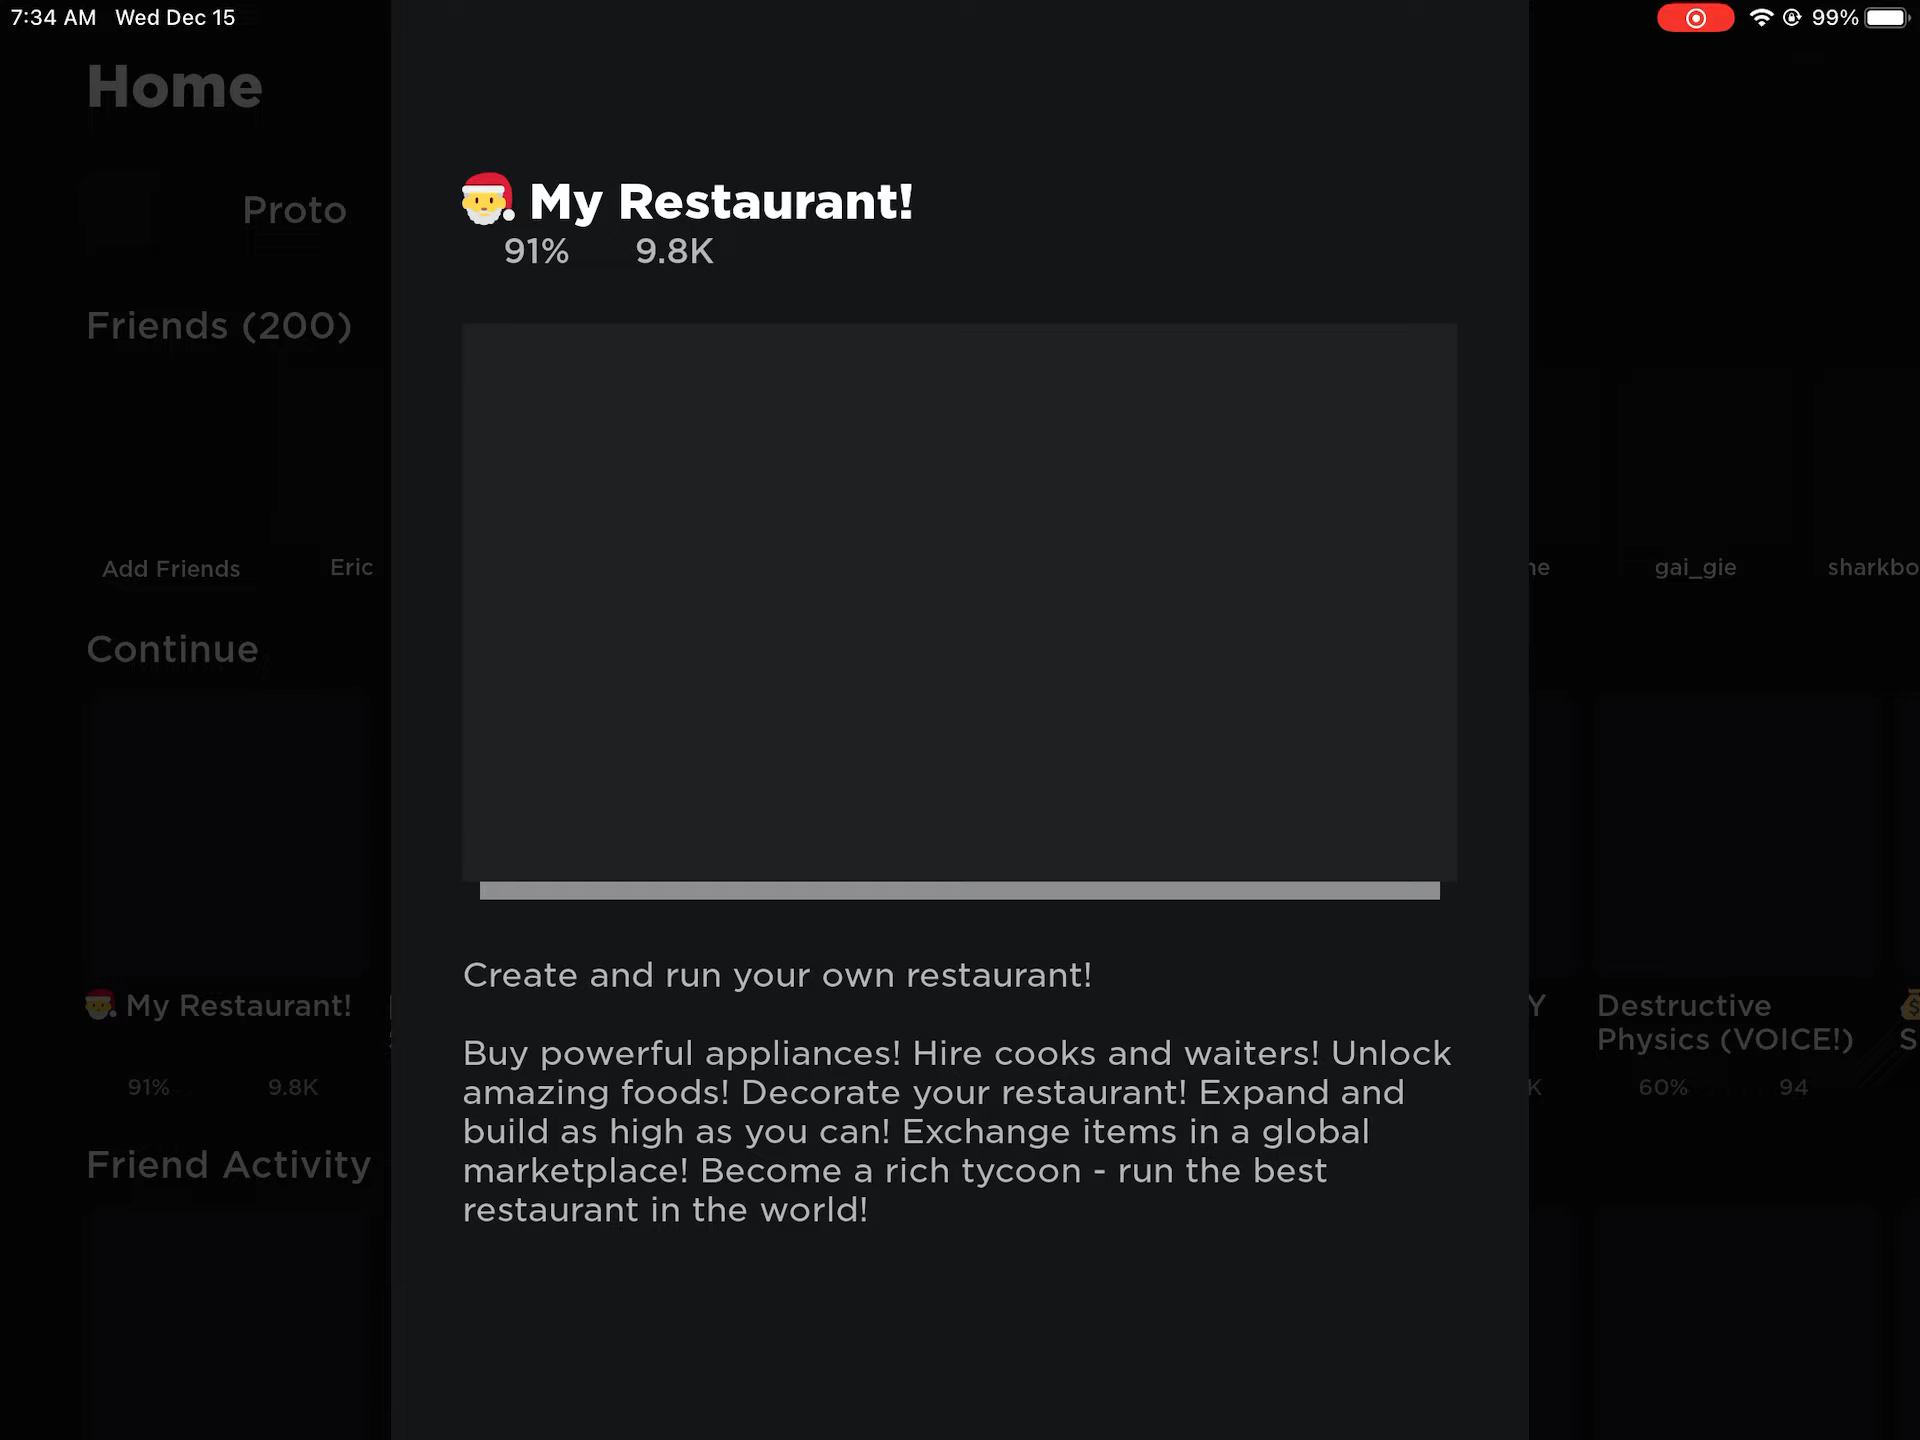 7:34 AM Wed Dec 15
99%
Home
Proto
Friends (200)
Add Friends
Eric
gai_gie
sharkbo
Continue
🎅 My Restaurant!
91% 9.8K
Destructive
Physics (VOICE!)
60% 94
Friend Activity
🎅 My Restaurant!
91% 9.8K
Create and run your own restaurant!
Buy powerful appliances! Hire cooks and waiters! Unlock
amazing foods! Decorate your restaurant! Expand and
build as high as you can! Exchange items in a global
marketplace! Become a rich tycoon - run the best
restaurant in the world!